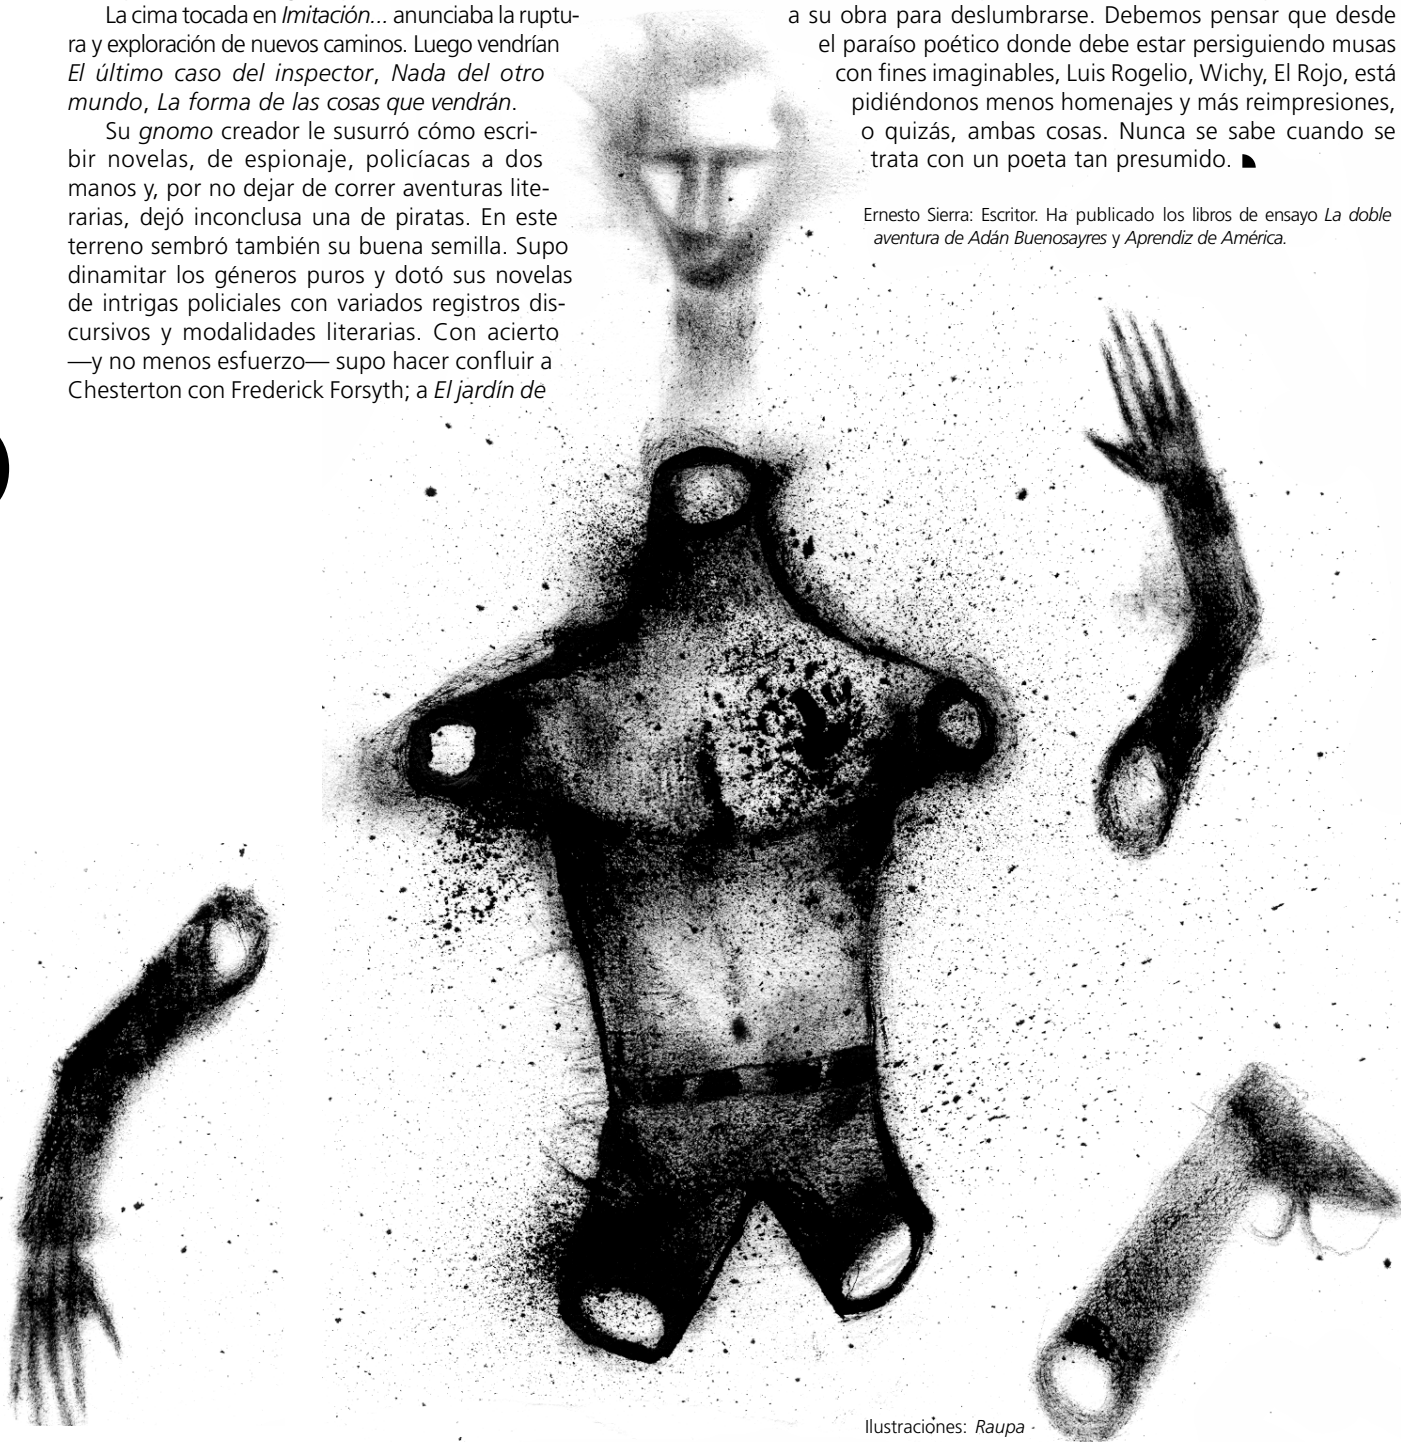 La cima tocada en Imitación... anunciaba la ruptu-
ra y exploración de nuevos caminos. Luego vendrían
El último caso del inspector, Nada del otro
mundo, La forma de las cosas que vendrán.
Su gnomo creador le susurró cómo escri-
bir novelas, de espionaje, policíacas a dos
manos y, por no dejar de correr aventuras lite-
rarias, dejó inconclusa una de piratas. En este
terreno sembró también su buena semilla. Supo
dinamitar los géneros puros y dotó sus novelas
de intrigas policiales con variados registros dis-
cursivos y modalidades literarias. Con acierto
—y no menos esfuerzo— supo hacer confluir a
Chesterton con Frederick Forsyth; a El jardín de
a su obra para deslumbrarse. Debemos pensar que desde
el paraíso poético donde debe estar persiguiendo musas
con fines imaginables, Luis Rogelio, Wichy, El Rojo, está
pidiéndonos menos homenajes y más reimpresiones,
o quizás, ambas cosas. Nunca se sabe cuando se
trata con un poeta tan presumido.
Ernesto Sierra: Escritor. Ha publicado los libros de ensayo La doble
aventura de Adán Buenosayres y Aprendiz de América.
Ilustraciones: Raupa